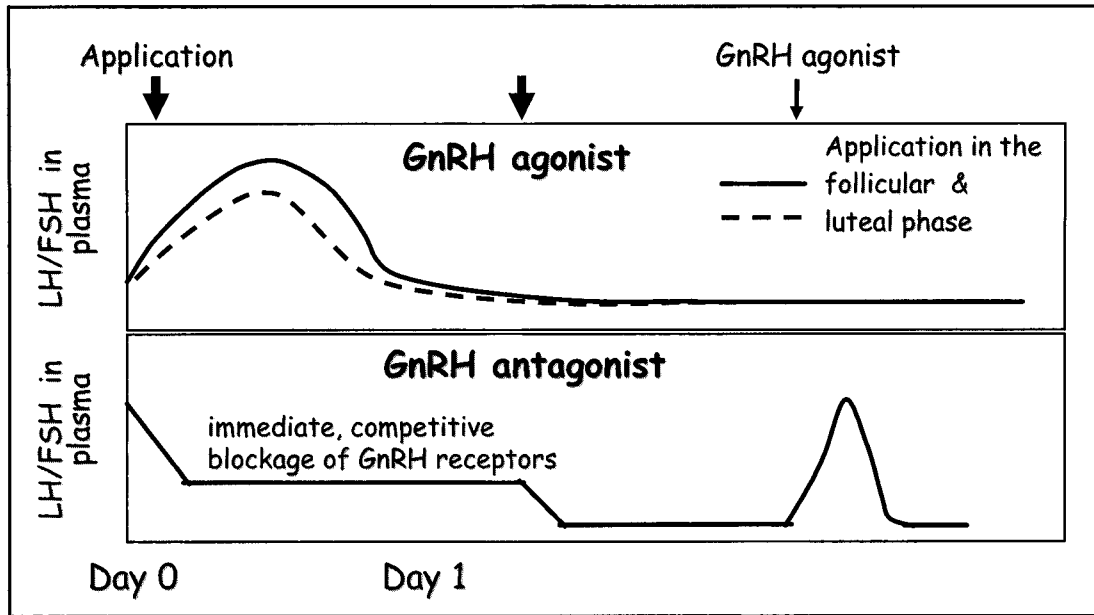 Application
GnRH agonist
LH/FSH in
plasma
GnRH agonist
Application in the
follicular &
luteal phase
LH/FSH in
plasma
GnRH antagonist
immediate, competitive
blockage of GnRH receptors
Day 0
Day 1